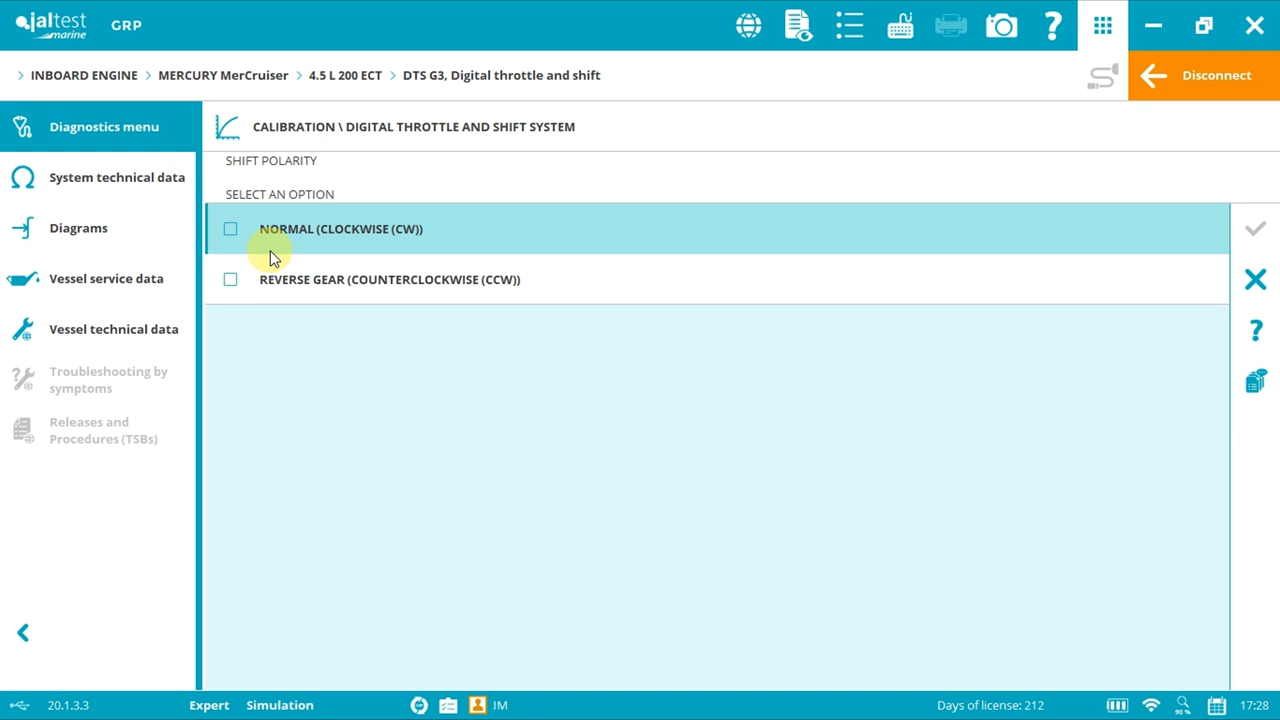 jaltest
marine
GRP
INBOARD ENGINE
MERCURY MerCruiser
4.5 L 200 ECT
DTS G3, Digital throttle and shift
Disconnect
Diagnostics menu
CALIBRATION \ DIGITAL THROTTLE AND SHIFT SYSTEM
SHIFT POLARITY
System technical data
SELECT AN OPTION
Diagrams
NORMAL (CLOCKWISE (CW))
Vessel service data
REVERSE GEAR (COUNTERCLOCKWISE (CCW))
Vessel technical data
Troubleshooting by
symptoms
Releases and
Procedures (TSBs)
20.1.3.3
Expert
Simulation
IM
Days of license: 212
90 %
17:28